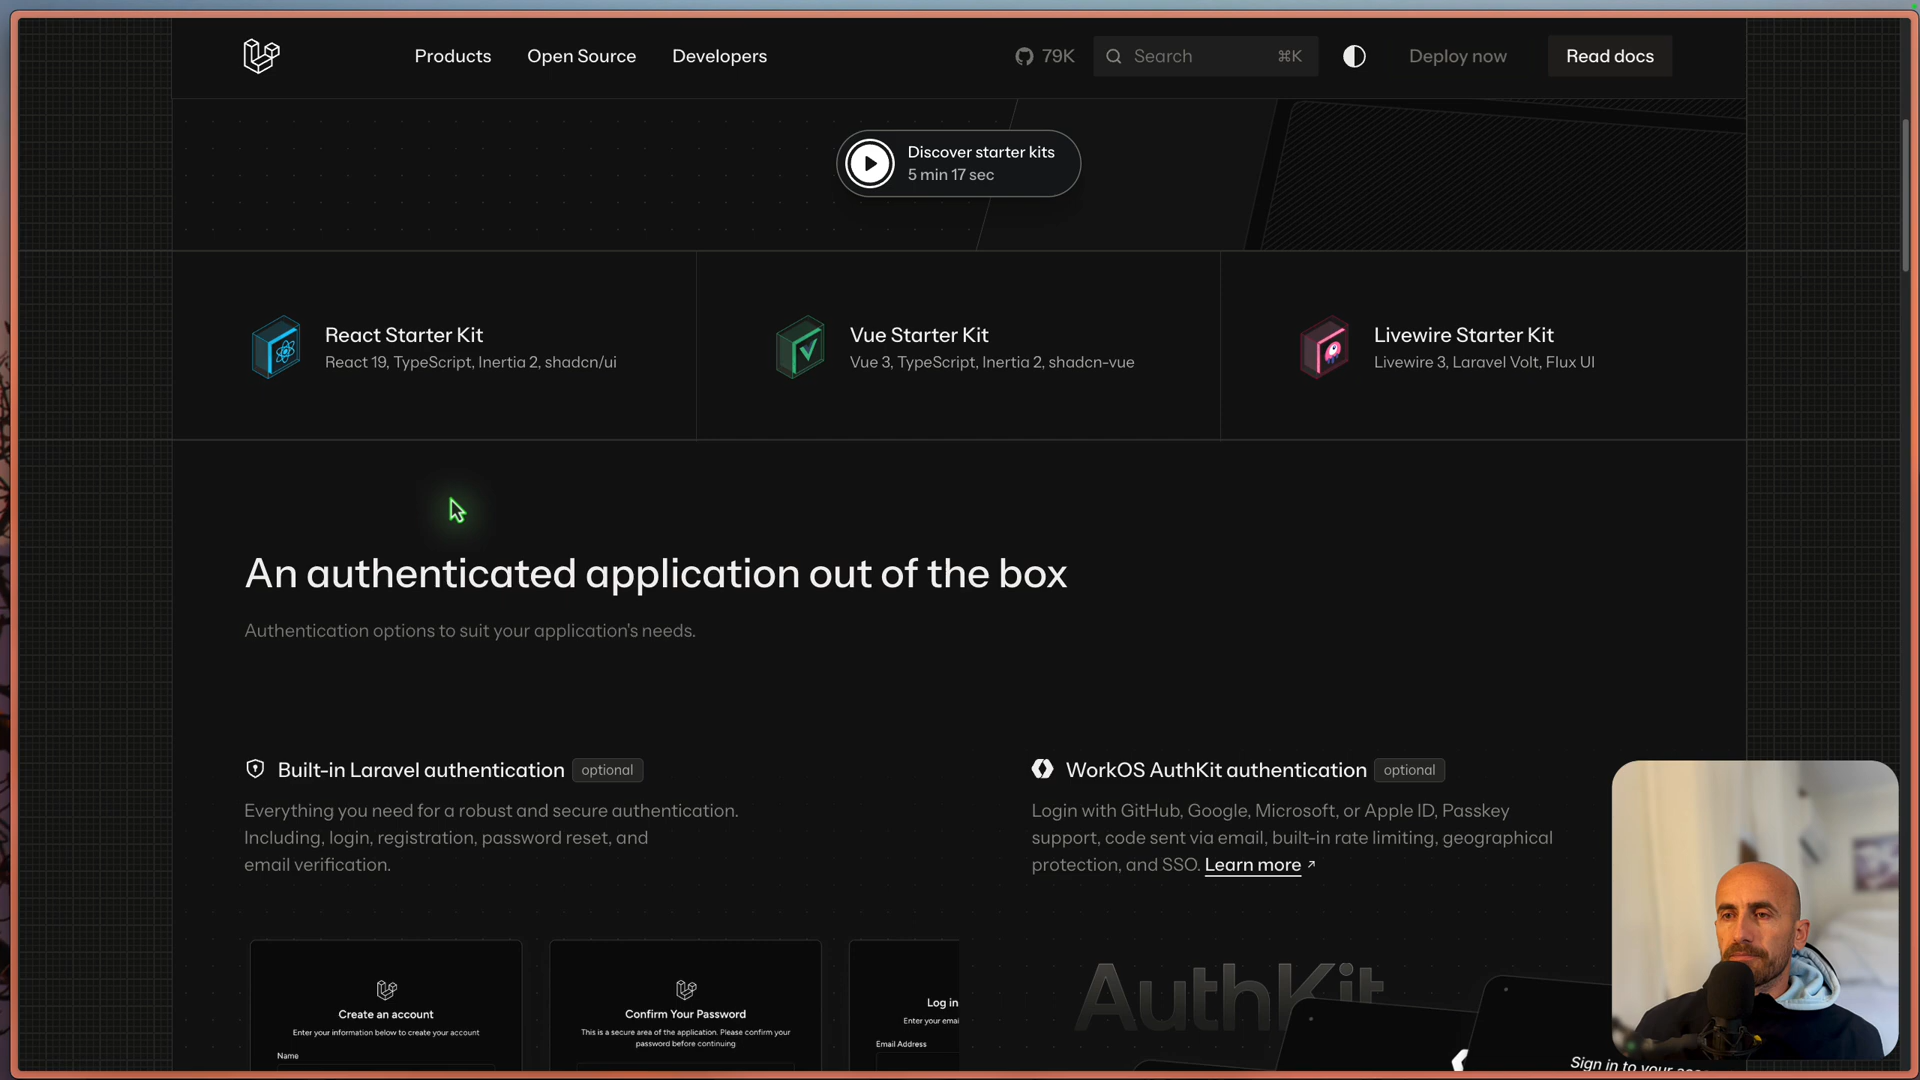 Products
Open Source
Developers
79K
Search
⌘K
Deploy now
Read docs
Discover starter kits
5 min 17 sec
React Starter Kit
React 19, TypeScript, Inertia 2, shadcn/ui
Vue Starter Kit
Vue 3, TypeScript, Inertia 2, shadcn-vue
Livewire Starter Kit
Livewire 3, Laravel Volt, Flux UI
An authenticated application out of the box
Authentication options to suit your application's needs.
Built-in Laravel authentication
optional
Everything you need for a robust and secure authentication.
Including, login, registration, password reset, and
email verification.
WorkOS AuthKit authentication
optional
Login with GitHub, Google, Microsoft, or Apple ID, Passkey
support, code sent via email, built-in rate limiting, geographical
protection, and SSO. Learn more ↗
Create an account
Enter your information below to create your account
Name
Confirm Your Password
This is a secure area of the application. Please confirm your
password before continuing
Log in
Enter your
Email Address
AuthKit
Sign in to your